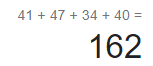 41 + 47 + 34 + 40 =
162